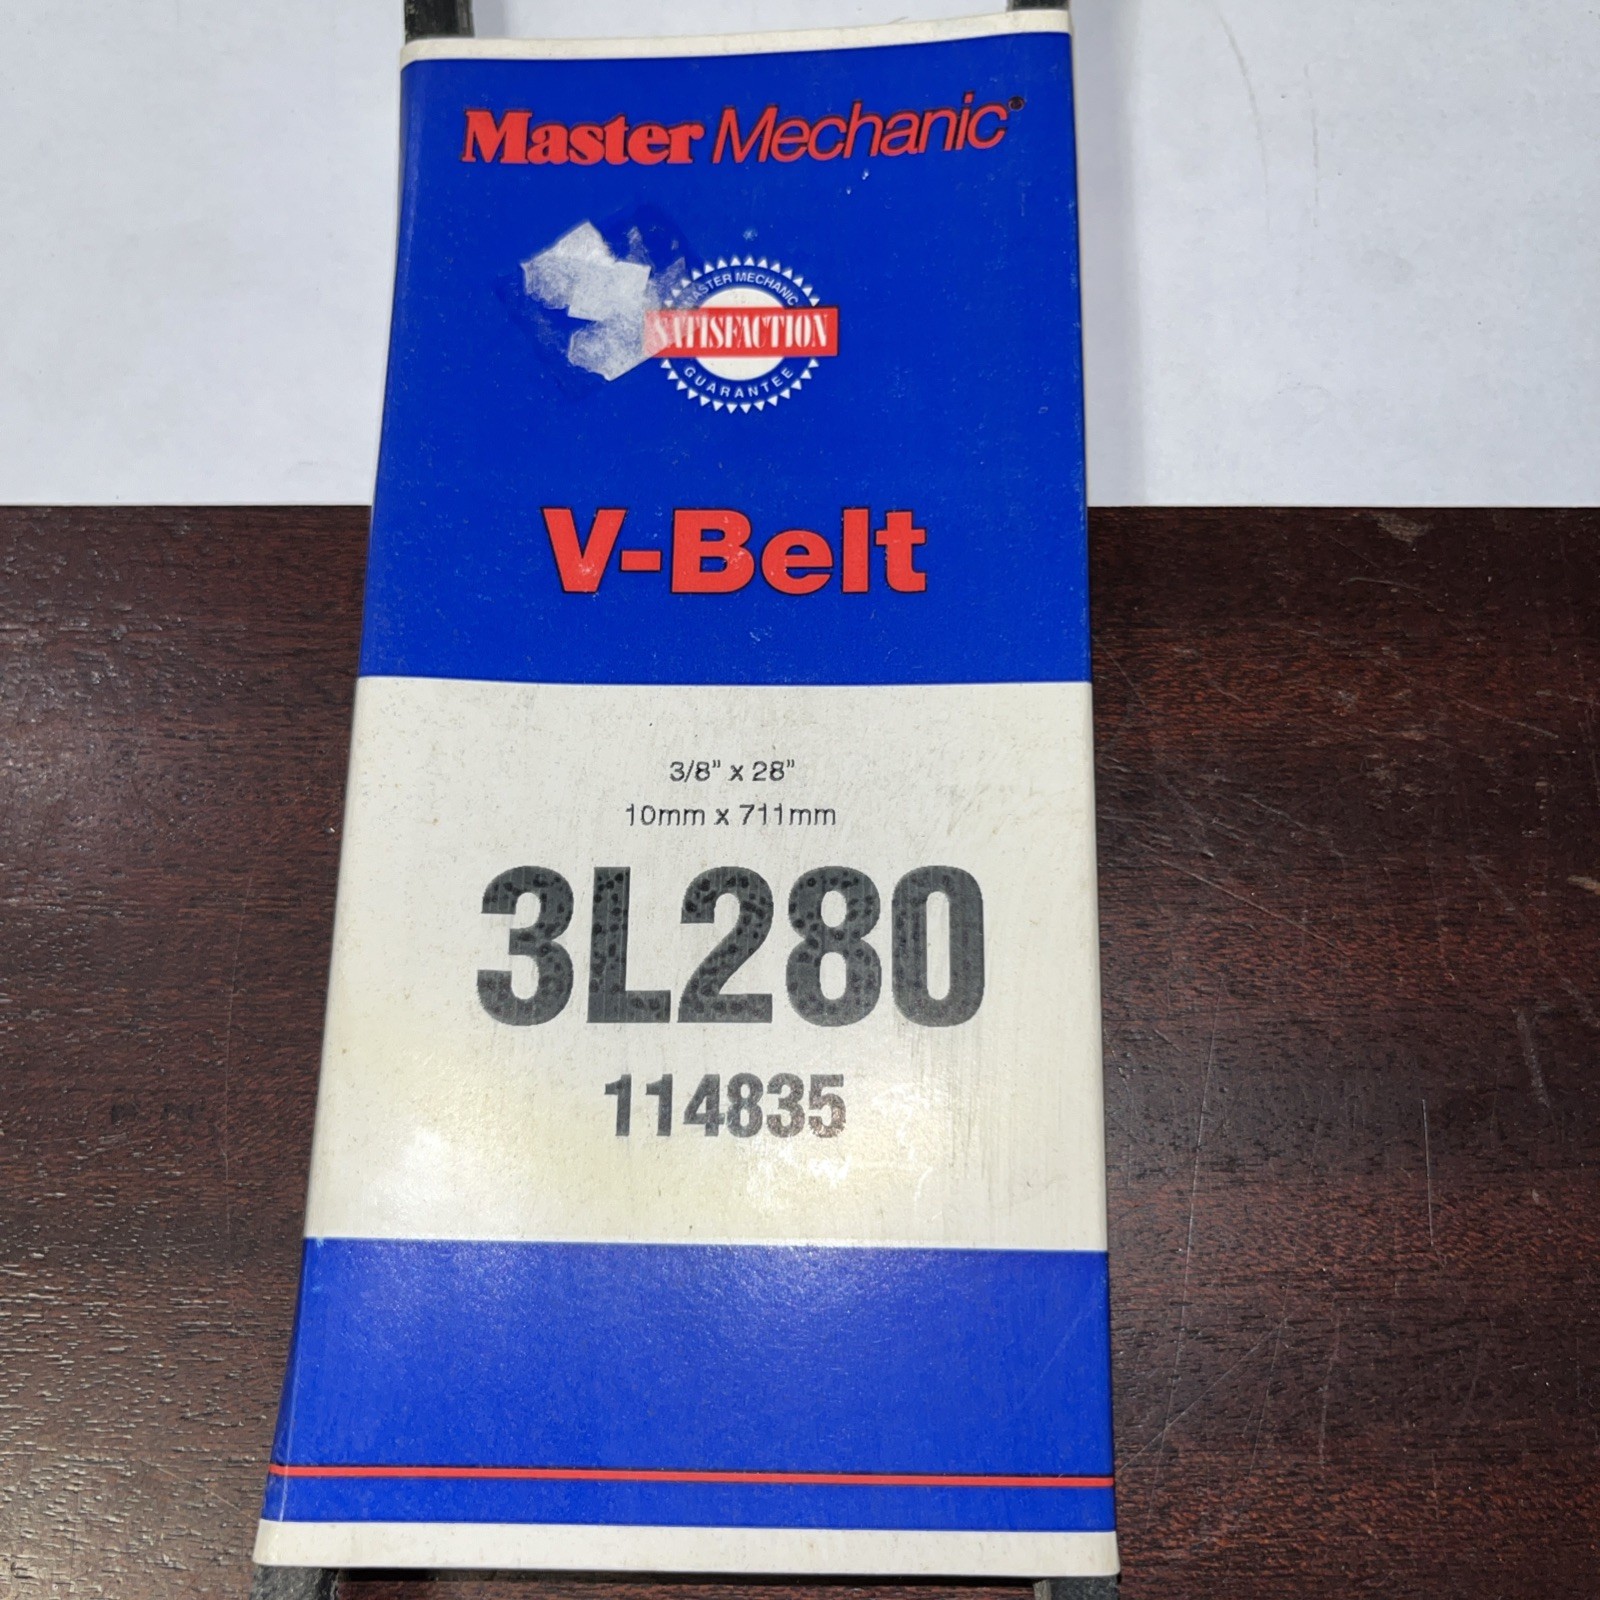 Master Mechanic®
MASTER MECHANIC
SATISFACTION
GUARANTEE
V-Belt
3/8" x 28"
10mm x 711mm
3L280
114835